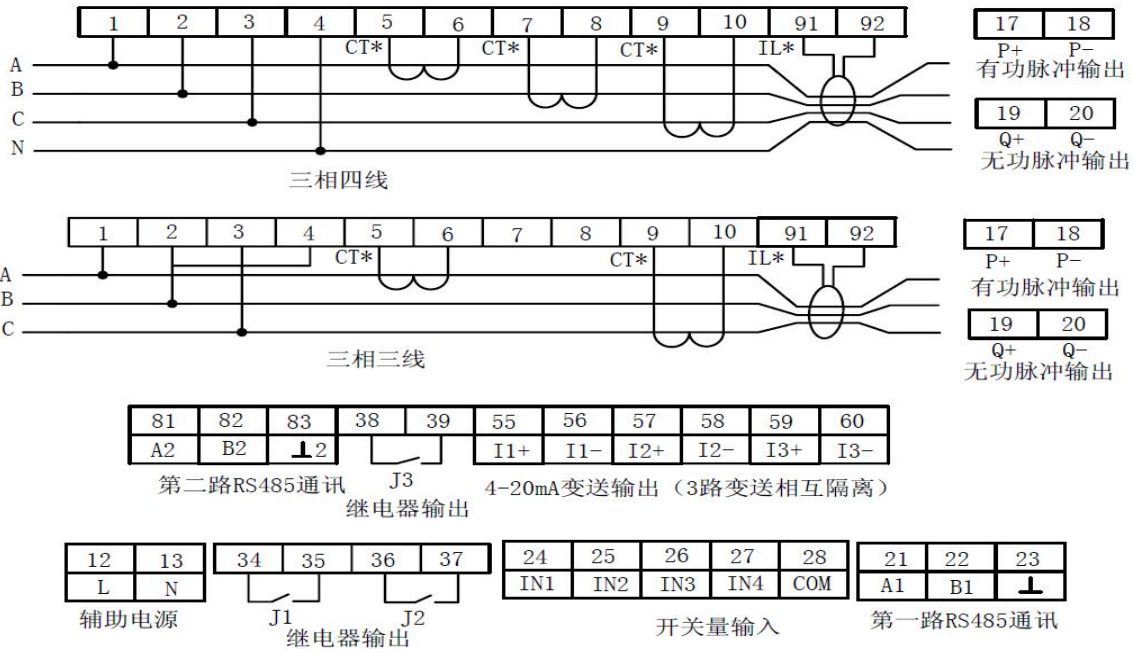 1 2 3 4 5 6 7 8 9 10 91 92
17 18
CT* CT* CT* IL*
P+ P-
有功脉冲输出
A
B
C
N
19 20
Q+ Q-
无功脉冲输出
三相四线
1 2 3 4 5 6 7 8 9 10 91 92
17 18
CT* CT* IL*
P+ P-
有功脉冲输出
A
B
C
19 20
Q+ Q-
无功脉冲输出
三相三线
81 82 83 38 39 55 56 57 58 59 60
A2 B2 ⊥2 I1+ I1- I2+ I2- I3+ I3-
第二路RS485通讯
J3
继电器输出
4-20mA变送输出（3路变送相互隔离）
12 13
L N
辅助电源
34 35 36 37
J1 J2
继电器输出
24 25 26 27 28
IN1 IN2 IN3 IN4 COM
开关量输入
21 22 23
A1 B1 ⊥
第一路RS485通讯